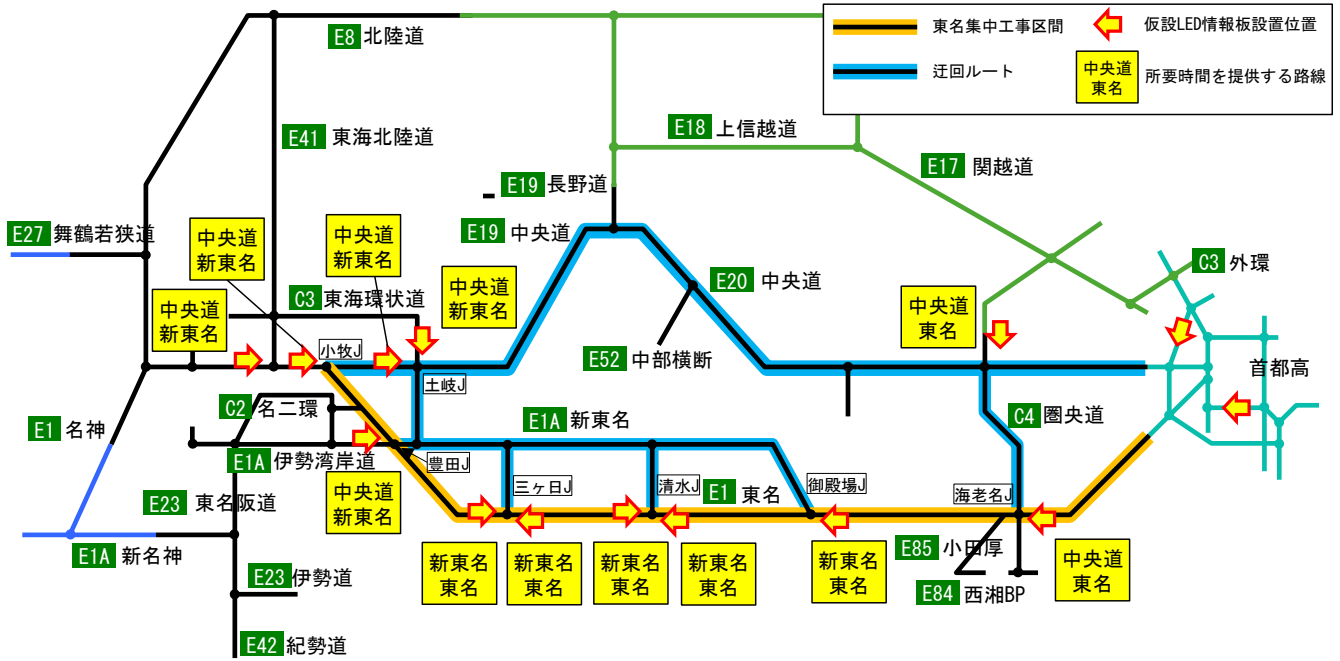 東名集中工事区間
仮設LED情報板設置位置
迂回ルート
中央道
東名
所要時間を提供する路線
E8 北陸道
E41 東海北陸道
E18 上信越道
E17 関越道
E19 長野道
E27 舞鶴若狭道
中央道
新東名
中央道
新東名
E19 中央道
C3 外環
中央道
新東名
C3 東海環状道
中央道
新東名
E20 中央道
中央道
東名
小牧J
土岐J
E52 中部横断
首都高
C2 名二環
E1A 新東名
C4 圏央道
E1 名神
E1A 伊勢湾岸道
豊田J
三ヶ日J
清水J
E1 東名
御殿場J
海老名J
E23 東名阪道
中央道
新東名
E1A 新名神
新東名
東名
新東名
東名
新東名
東名
新東名
東名
新東名
東名
E85 小田厚
中央道
東名
E23 伊勢道
E84 西湘BP
E42 紀勢道